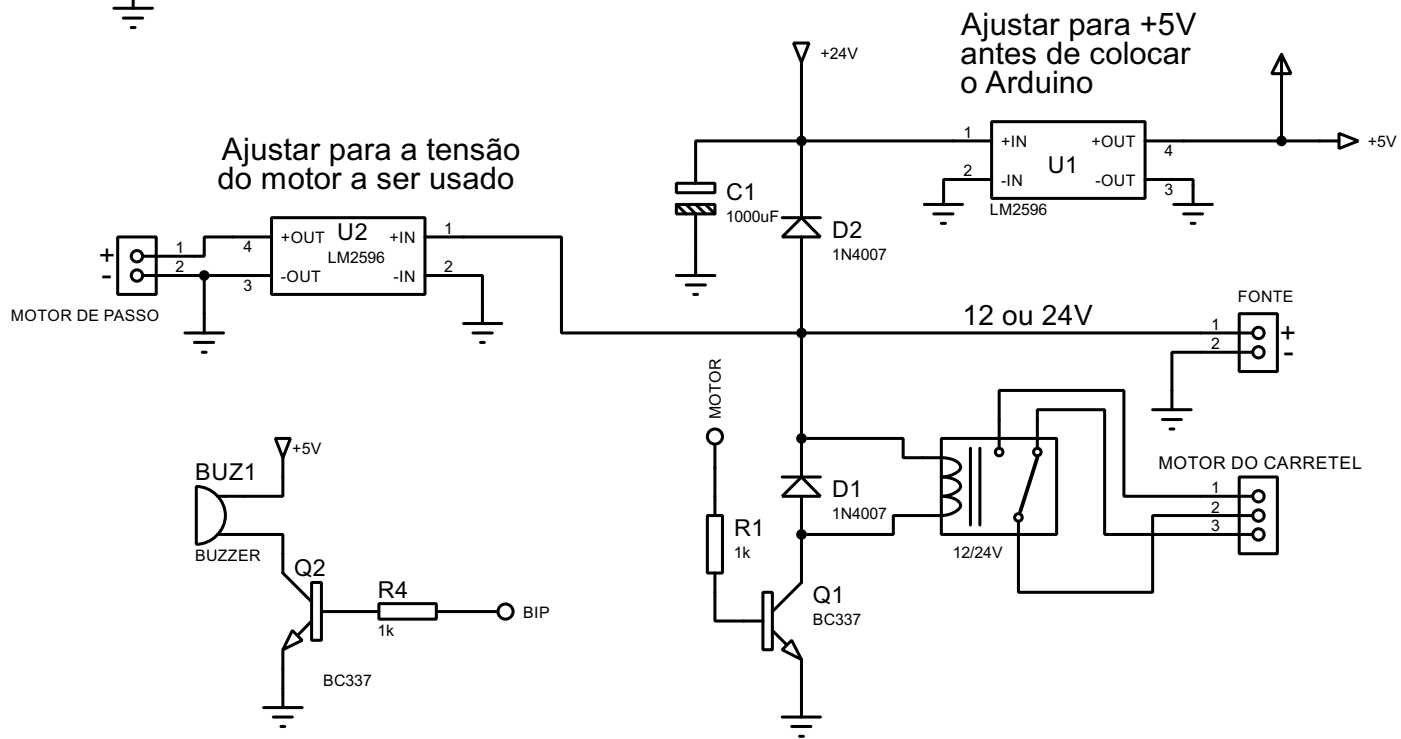 Ajustar para +5V
antes de colocar
o Arduino
+24V
1
+IN
+OUT
4
+5V
U1
2
-IN
-OUT
3
LM2596
C1
1000uF
D2
1N4007
Ajustar para a tensão
do motor a ser usado
+
1
4
+OUT
U2
+IN
1
LM2596
-
2
3
-OUT
-IN
2
MOTOR DE PASSO
12 ou 24V
FONTE
1
+
2
-
MOTOR
+5V
BUZ1
BUZZER
Q2
R4
1k
BIP
BC337
R1
1k
D1
1N4007
Q1
BC337
12/24V
MOTOR DO CARRETEL
1
2
3